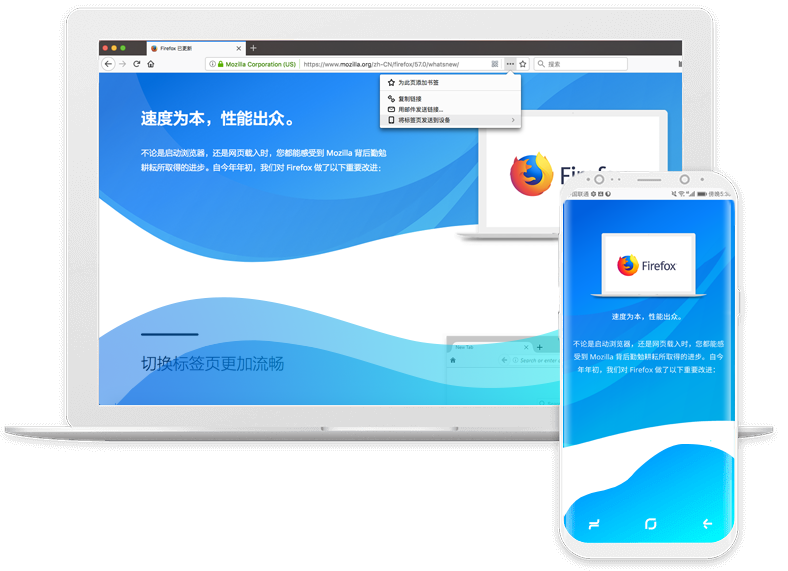 Firefox 已更新
Mozilla Corporation (US)
https://www.mozilla.org/zh-CN/firefox/57.0/whatsnew/
搜索
为此页添加书签
复制链接
用邮件发送链接...
将标签页发送到设备
速度为本，性能出众。
不论是启动浏览器，还是网页载入时，您都能感受到 Mozilla 背后勤勉
耕耘所取得的进步。自今年年初，我们对 Firefox 做了以下重要改进：
切换标签页更加流畅
New Tab
Search or enter
Firefox
速度为本，性能出众。
不论是启动浏览器，还是网页载入时，您都能感
受到 Mozilla 背后勤勉耕耘所取得的进步。自今
年年初，我们对 Firefox 做了以下重要改进：